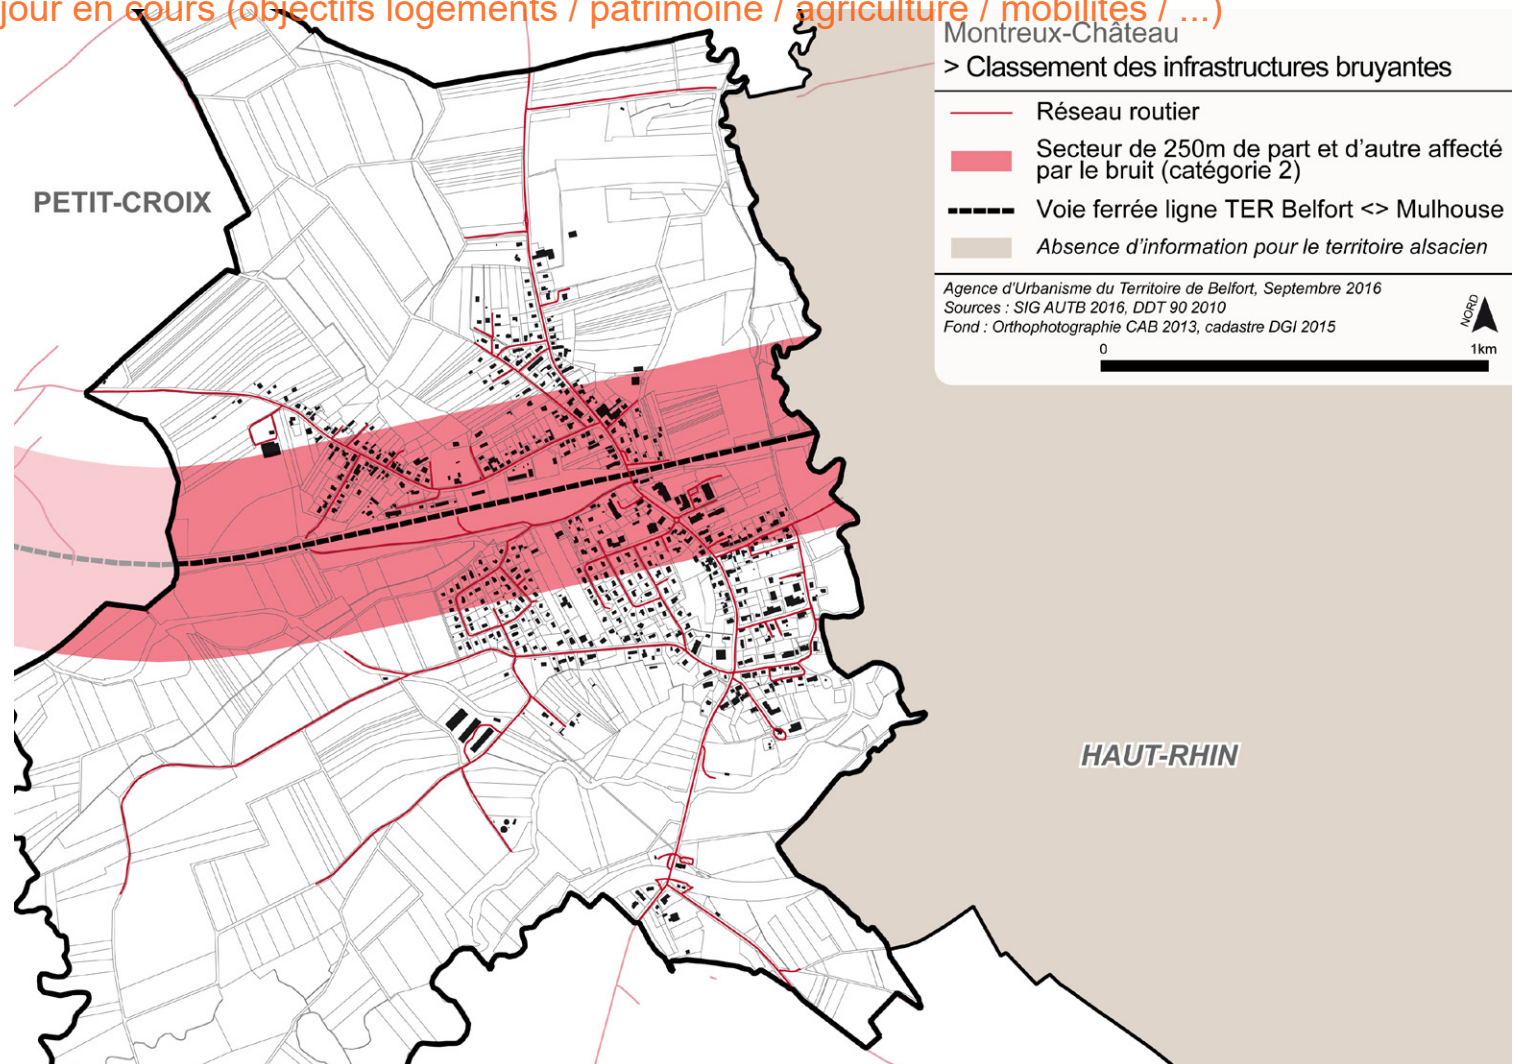 jour en cours (objectifs logements / patrimoine / agriculture / mobilités / ...)
Montreux-Château
> Classement des infrastructures bruyantes
Réseau routier
Secteur de 250m de part et d'autre affecté
par le bruit (catégorie 2)
Voie ferrée ligne TER Belfort <> Mulhouse
Absence d'information pour le territoire alsacien
Agence d'Urbanisme du Territoire de Belfort, Septembre 2016
Sources : SIG AUTB 2016, DDT 90 2010
Fond : Orthophotographie CAB 2013, cadastre DGI 2015
NORD
0 1km
PETIT-CROIX
HAUT-RHIN